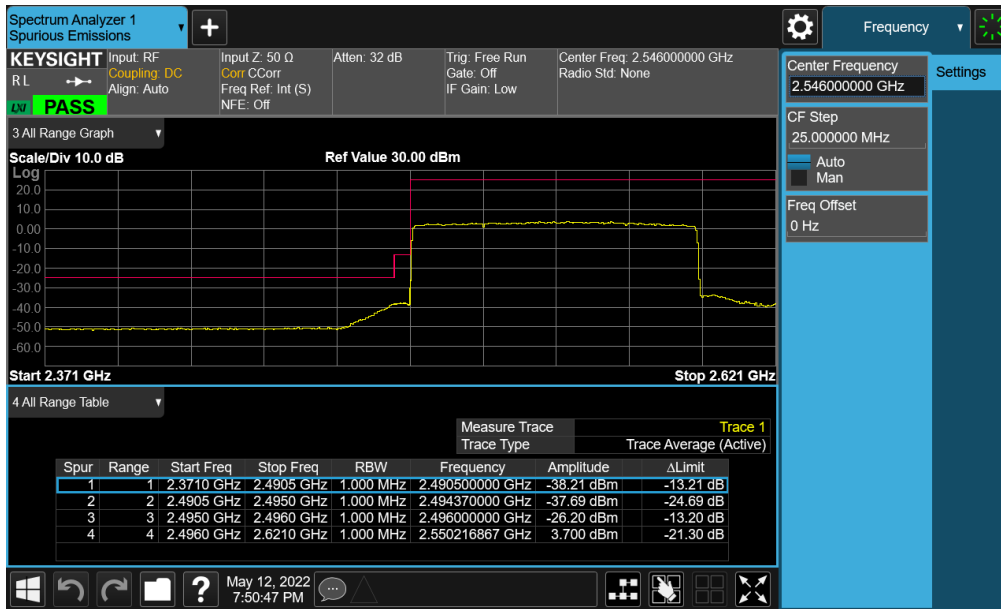 Spectrum Analyzer 1
Spurious Emissions
Frequency
KEYSIGHT
R L
LXI
PASS
Input: RF
Coupling: DC
Align: Auto
Input Z: 50 Ω
Corr CCorr
Freq Ref: Int (S)
NFE: Off
Atten: 32 dB
Trig: Free Run
Gate: Off
IF Gain: Low
Center Freq: 2.546000000 GHz
Radio Std: None
Center Frequency
2.546000000 GHz
Settings
CF Step
25.000000 MHz
Auto
Man
Freq Offset
0 Hz
3 All Range Graph
Scale/Div 10.0 dB Ref Value 30.00 dBm
Log
20.0
10.0
0.00
-10.0
-20.0
-30.0
-40.0
-50.0
-60.0
Start 2.371 GHz Stop 2.621 GHz
4 All Range Table
Measure Trace Trace 1
Trace Type Trace Average (Active)
Spur Range Start Freq Stop Freq RBW Frequency Amplitude ΔLimit
1 1 2.3710 GHz 2.4905 GHz 1.000 MHz 2.490500000 GHz -38.21 dBm -13.21 dB
2 2 2.4905 GHz 2.4950 GHz 1.000 MHz 2.494370000 GHz -37.69 dBm -24.69 dB
3 3 2.4950 GHz 2.4960 GHz 1.000 MHz 2.496000000 GHz -26.20 dBm -13.20 dB
4 4 2.4960 GHz 2.6210 GHz 1.000 MHz 2.550216867 GHz 3.700 dBm -21.30 dB
?
May 12, 2022
7:50:47 PM